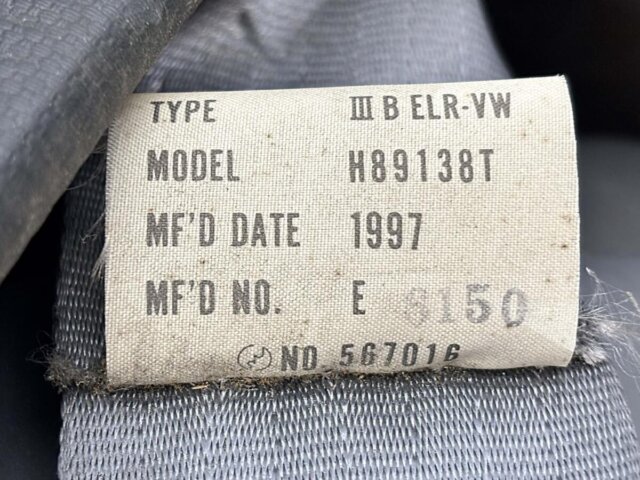 TYPE Ⅲ B ELR-VW
MODEL H89138T
MF'D DATE 1997
MF'D NO. E 6150
NO. 567016